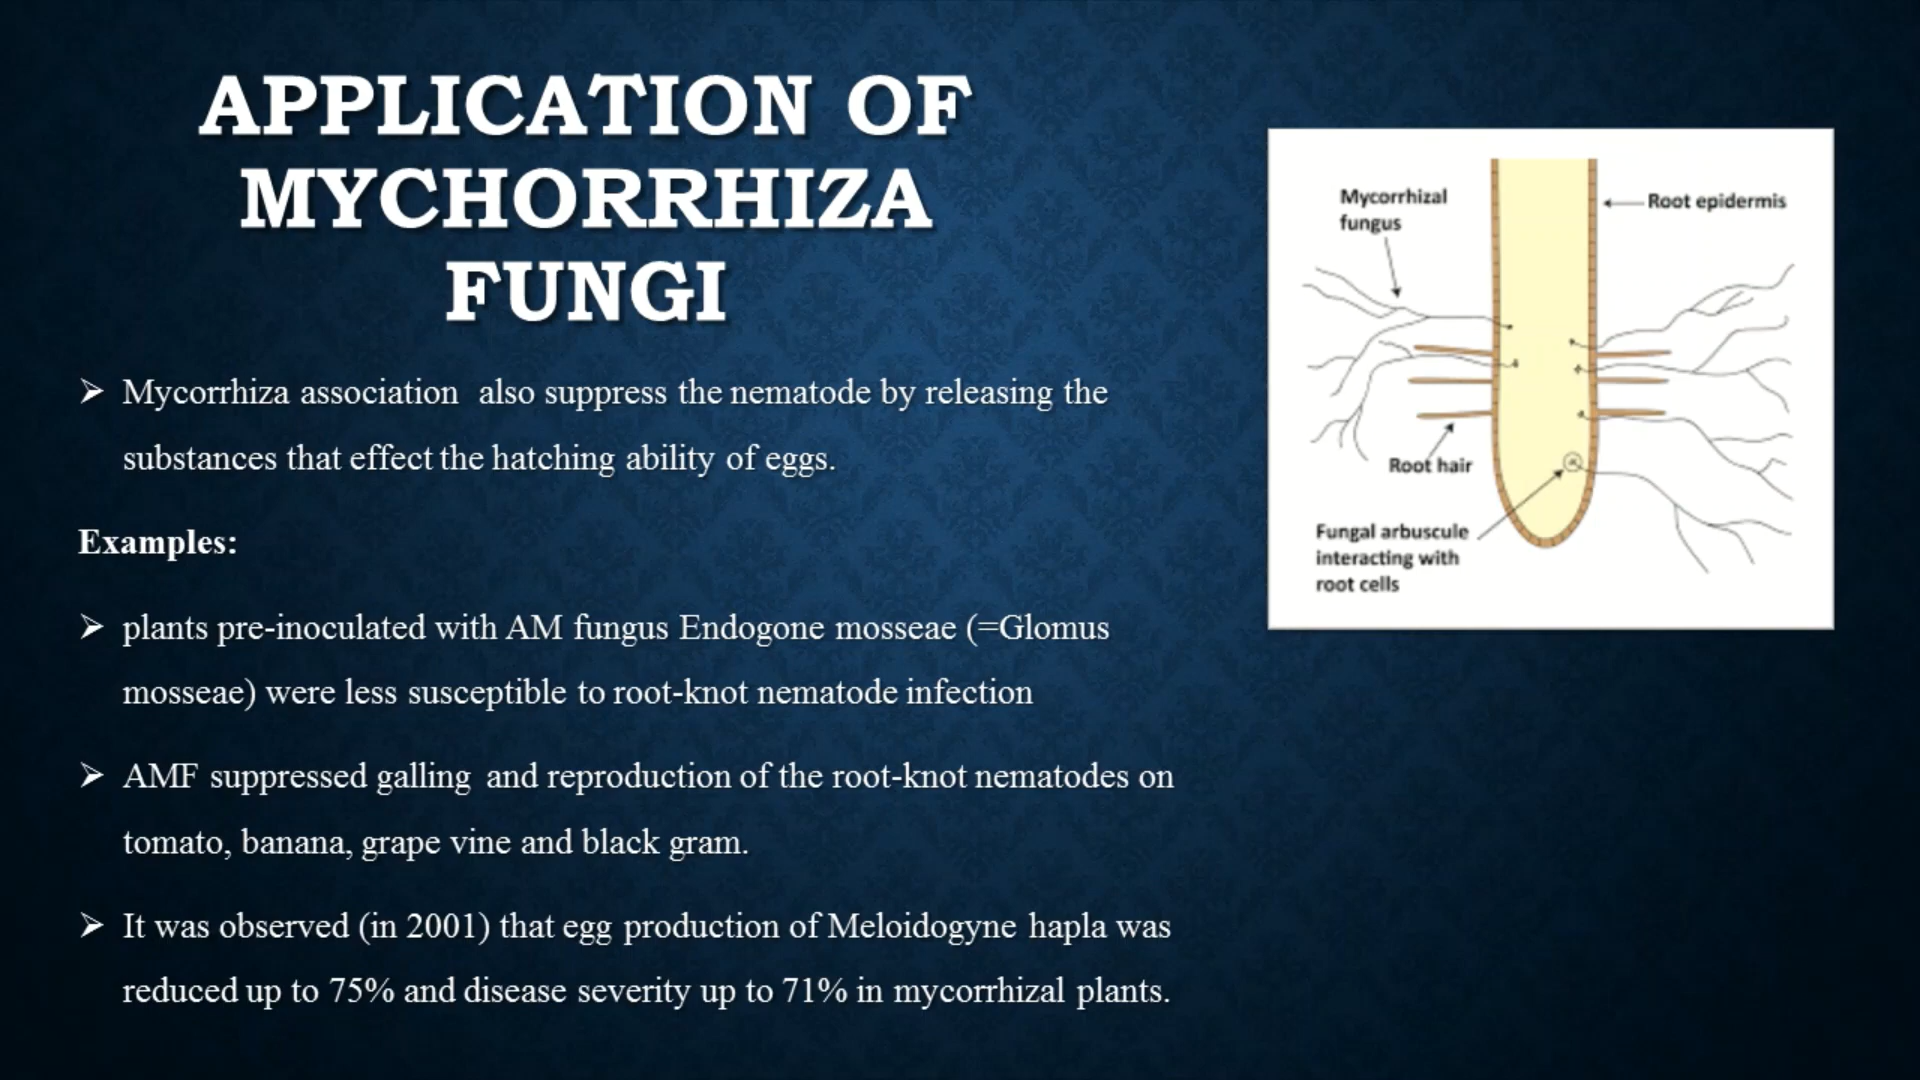 APPLICATION OF
MYCHORRHIZA
FUNGI
➢ Mycorrhiza association also suppress the nematode by releasing the
substances that effect the hatching ability of eggs.
Examples:
➢ plants pre-inoculated with AM fungus Endogone mosseae (=Glomus
mosseae) were less susceptible to root-knot nematode infection
➢ AMF suppressed galling and reproduction of the root-knot nematodes on
tomato, banana, grape vine and black gram.
➢ It was observed (in 2001) that egg production of Meloidogyne hapla was
reduced up to 75% and disease severity up to 71% in mycorrhizal plants.
Mycorrhizal
fungus
Root epidermis
Root hair
Fungal arbuscule
interacting with
root cells